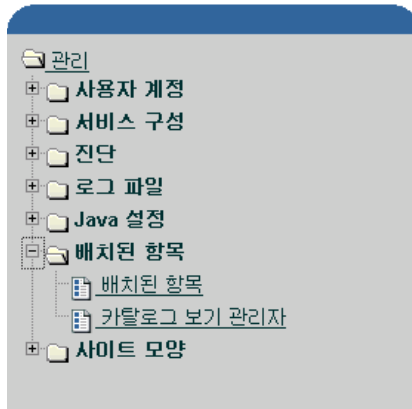 관리
사용자 계정
서비스 구성
진단
로그 파일
Java 설정
배치된 항목
배치된 항목
카탈로그 보기 관리자
사이트 모양